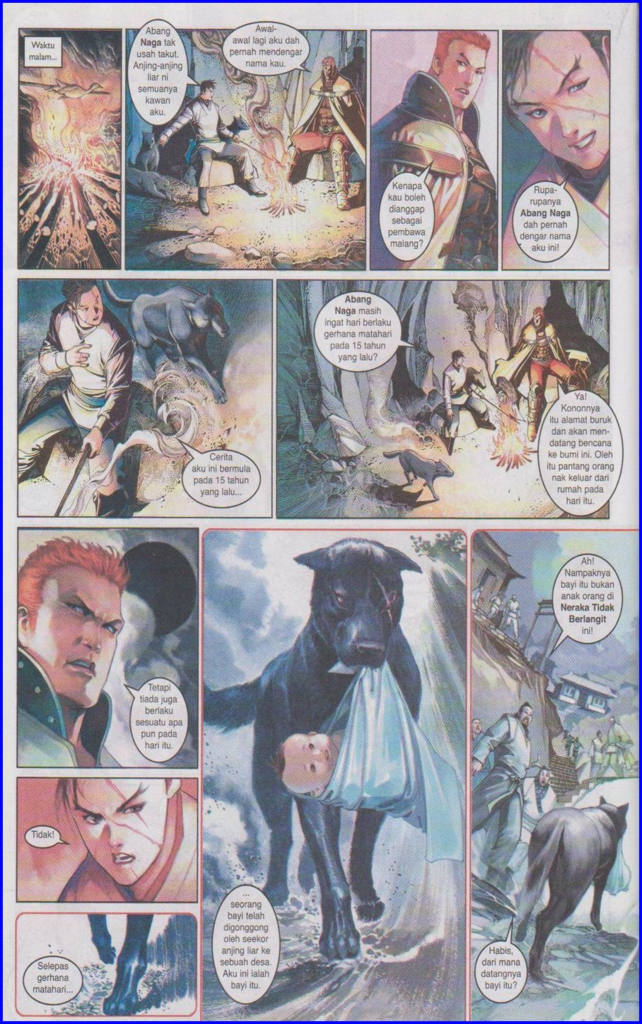 Waktu
malam...
Abang
Naga tak
usah takut.
Anjing-anjing
liar ni
semuanya
kawan
aku.
Awal-
awal lagi aku dah
pernah mendengar
nama kau.
Kenapa
kau boleh
dianggap
sebagai
pembawa
malang?
Rupa-
rupanya
Abang Naga
dah pernah
dengar nama
aku ini!
Cerita
aku ini bermula
pada 15 tahun
yang lalu...
Abang
Naga masih
ingat hari berlaku
gerhana matahari
pada 15 tahun
yang lalu?
Ya!
Kononnya
itu alamat buruk
dan akan men-
datang bencana
ke bumi ini. Oleh
itu pantang orang
nak keluar dari
rumah pada
hari itu.
Tetapi
tiada juga
berlaku
sesuatu apa
pun pada
hari itu.
Tidak!
Selepas
gerhana
matahari...
...
seorang
bayi telah
digonggong
oleh seekor
anjing liar ke
sebuah desa.
Aku ini ialah
bayi itu.
Ah!
Nampaknya
bayi itu bukan
anak orang di
Neraka Tidak
Berlangit
ini!
Habis,
dari mana
datangnya
bayi itu?